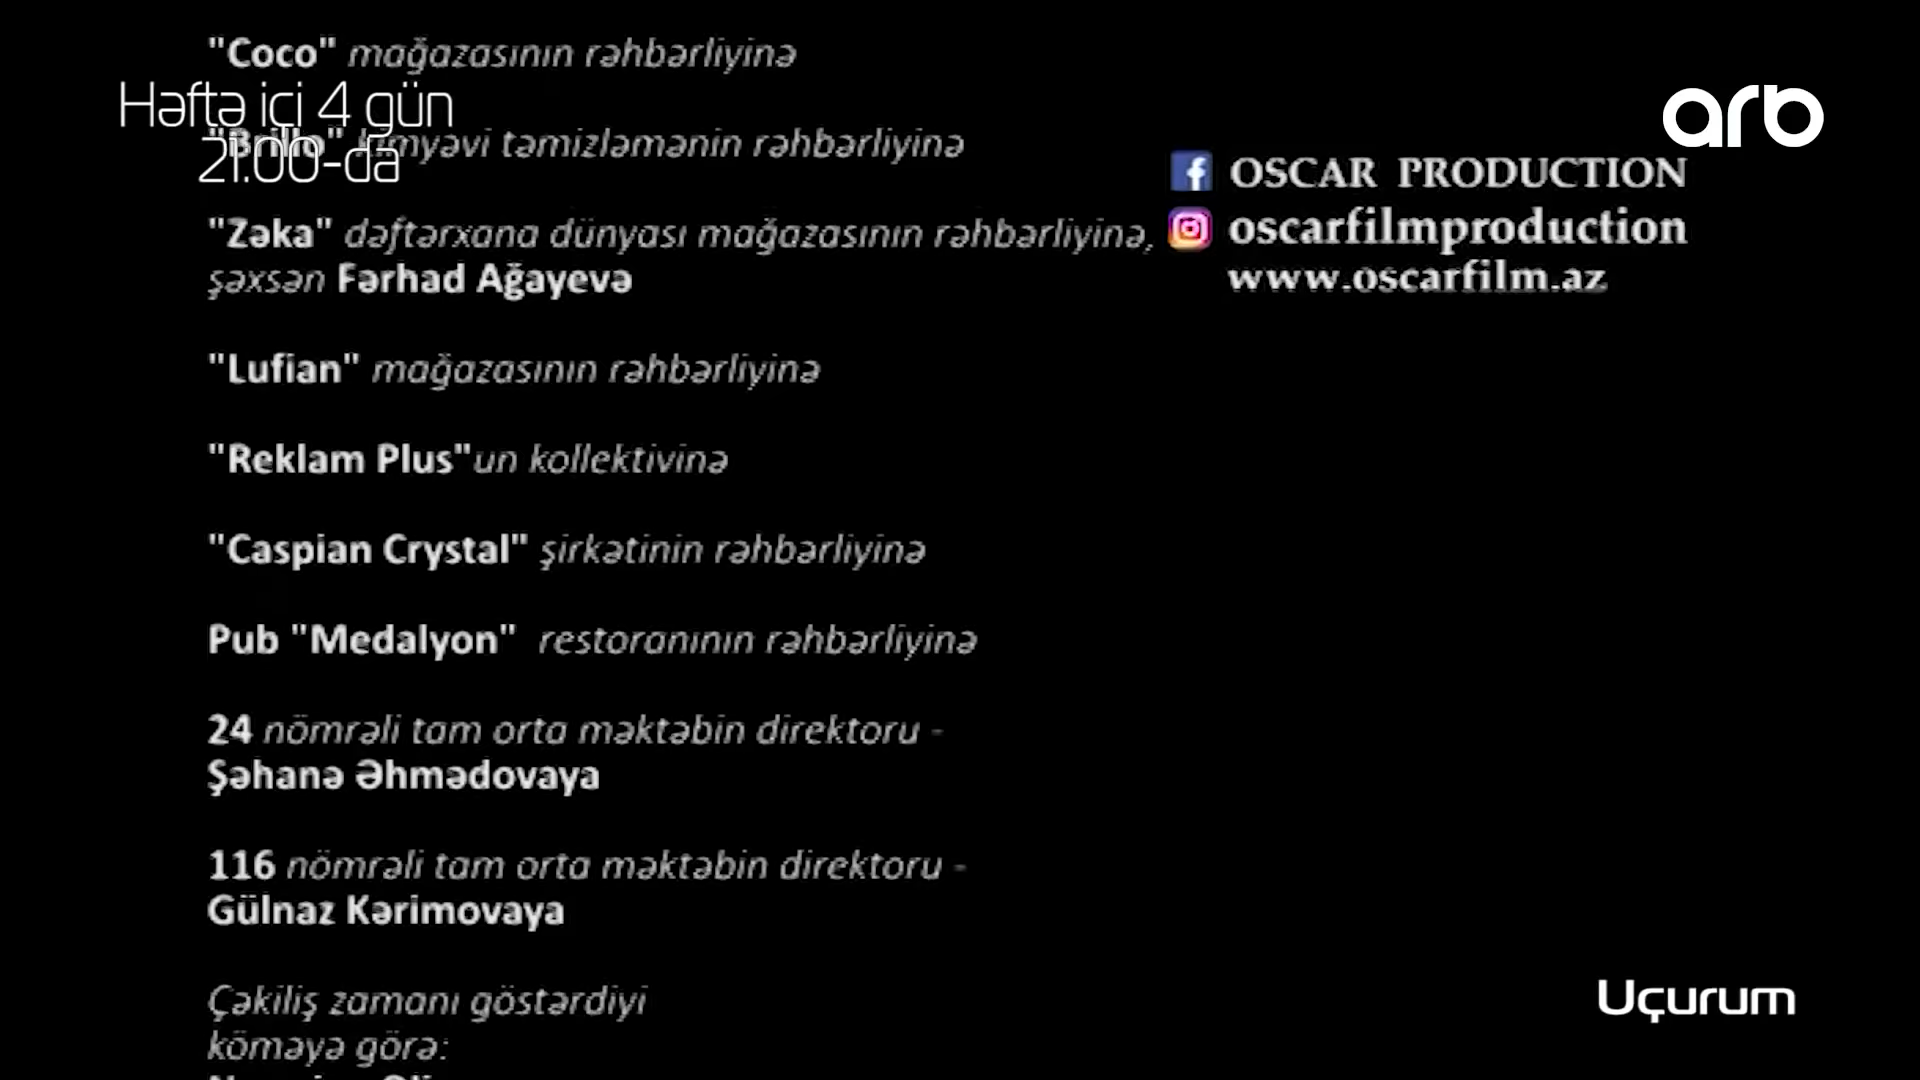 "Coco" mağazasının rəhbərliyinə
Həftə içi 4 gün
21.00-da
"Brillo" kimyəvi təmizləmənin rəhbərliyinə
"Zəka" dəftərxana dünyası mağazasının rəhbərliyinə,
şəxsən Fərhad Ağayevə
"Lufian" mağazasının rəhbərliyinə
"Reklam Plus"un kollektivinə
"Caspian Crystal" şirkətinin rəhbərliyinə
Pub "Medalyon" restoranının rəhbərliyinə
24 nömrəli tam orta məktəbin direktoru -
Şəhanə Əhmədovaya
116 nömrəli tam orta məktəbin direktoru -
Gülnaz Kərimovaya
Çəkiliş zamanı göstərdiyi
köməyə görə:
arb
OSCAR PRODUCTION
oscarfilmproduction
www.oscarfilm.az
Uçurum